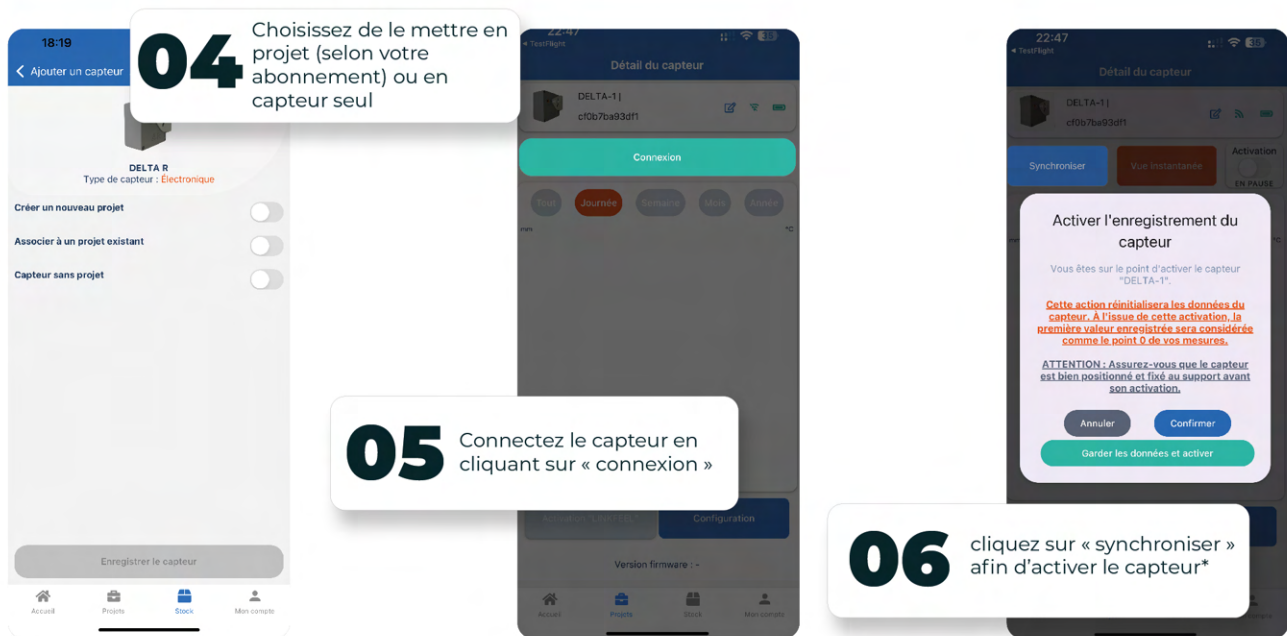 18:19
Ajouter un capteur
04
Choisissez de le mettre en
projet (selon votre
abonnement) ou en
capteur seul
DELTA R
Type de capteur : Électronique
Créer un nouveau projet
Associer à un projet existant
Capteur sans projet
Enregistrer le capteur
Accueil
Projets
Stock
Mon compte
22:47
TestFlight
35
Détail du capteur
DELTA-1 |
cf0b7ba93df1
Connexion
Tout
Journée
Semaine
Mois
Année
mm
°C
05
Connectez le capteur en
cliquant sur « connexion »
Configuration
Version firmware : -
Accueil
Projets
Stock
Mon compte
22:47
TestFlight
35
Détail du capteur
DELTA-1 |
cf0b7ba93df1
Synchroniser
Vue instantanée
Activation
EN PAUSE
Activer l'enregistrement du
capteur
Vous êtes sur le point d'activer le capteur
"DELTA-1".
Cette action réinitialisera les données du
capteur. À l'issue de cette activation, la
première valeur enregistrée sera considérée
comme le point 0 de vos mesures.
ATTENTION : Assurez-vous que le capteur
est bien positionné et fixé au support avant
son activation.
Annuler
Confirmer
Garder les données et activer
°C
06
cliquez sur « synchroniser »
afin d'activer le capteur*